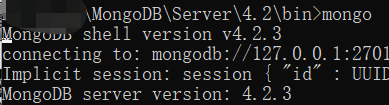 \MongoDB\Server\4.2\bin>mongo
MongoDB shell version v4.2.3
connecting to: mongodb://127.0.0.1:2701
Implicit session: session { "id" : UUID
MongoDB server version: 4.2.3